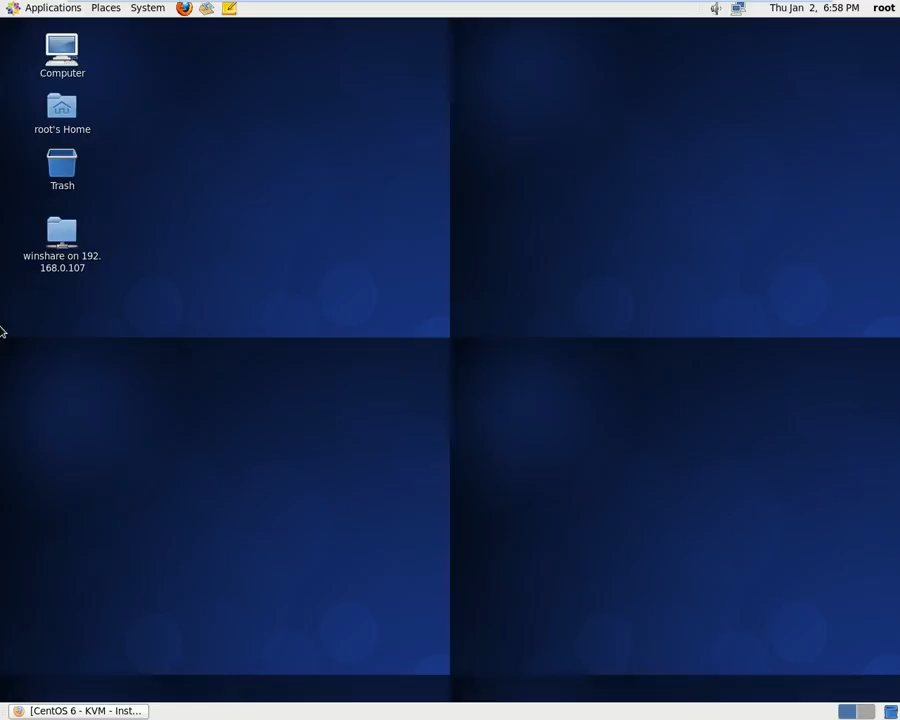 Applications Places System Thu Jan 2, 6:58 PM root
Computer
root's Home
Trash
winshare on 192.
168.0.107
[CentOS 6 - KVM - Inst...